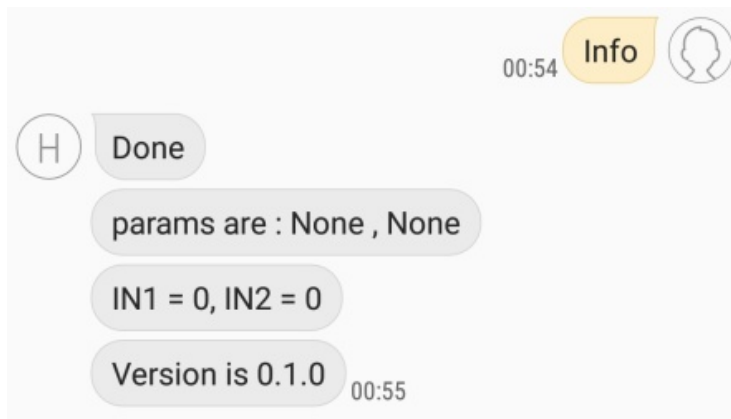 Info
00:54
H
Done
params are : None , None
IN1 = 0, IN2 = 0
Version is 0.1.0
00:55